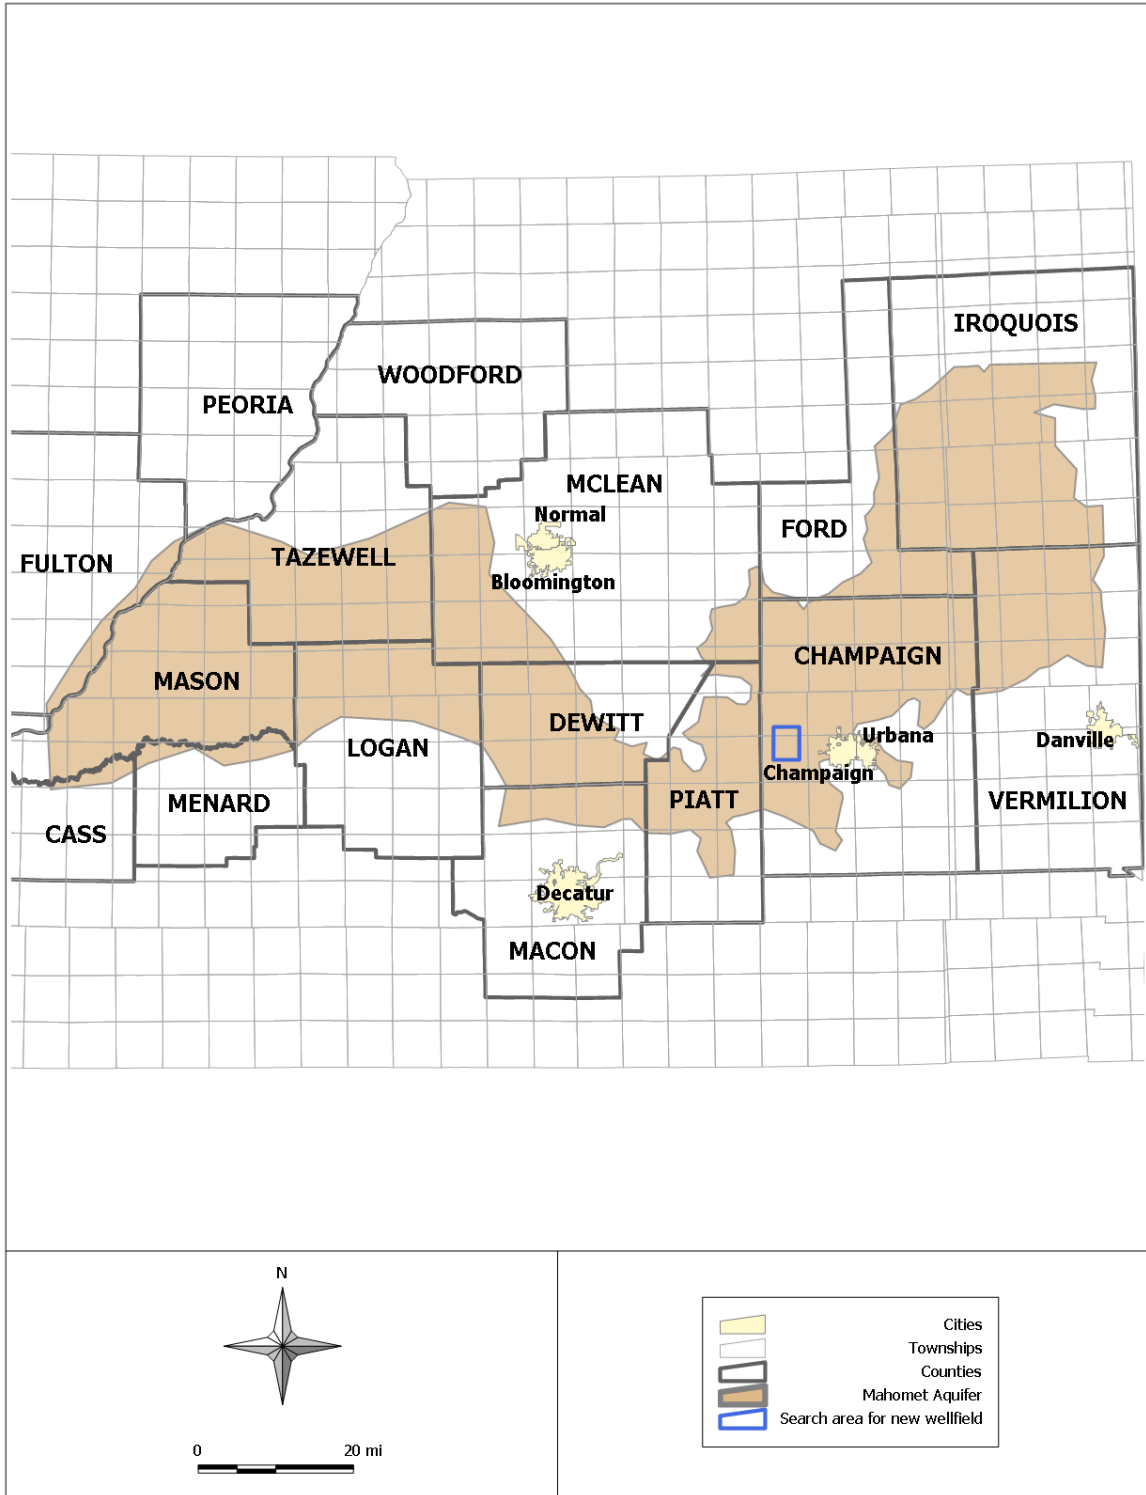 IROQUOIS
WOODFORD
PEORIA
MCLEAN
Normal
FORD
TAZEWELL
FULTON
Bloomington
CHAMPAIGN
MASON
DEWITT
Urbana
Danville
LOGAN
Champaign
PIATT
VERMILION
MENARD
CASS
Decatur
MACON
N
0 20 mi
Cities
Townships
Counties
Mahomet Aquifer
Search area for new wellfield